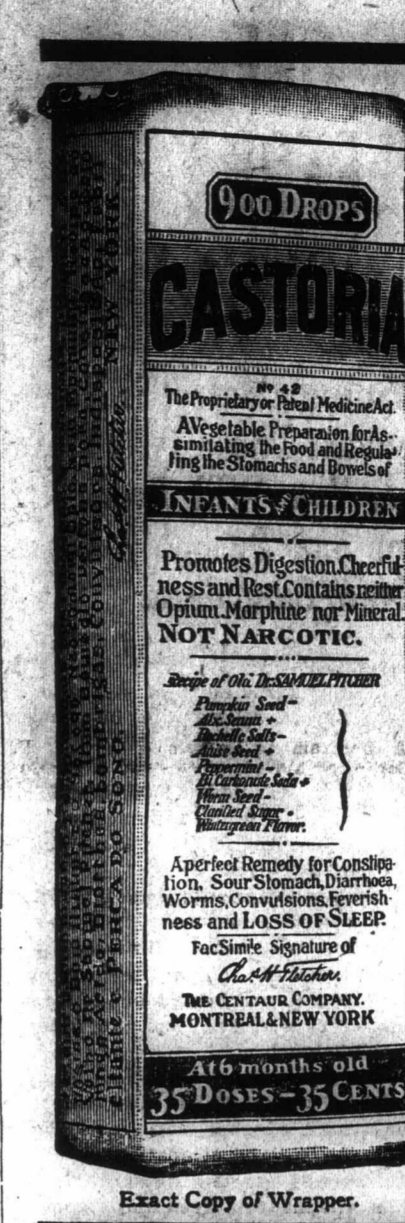 900 DROPS
CASTORIA
No 42
The Proprietary or Patent Medicine Act.
A Vegetable Preparation for As-
similating the Food and Regula-
ting the Stomachs and Bowels of
INFANTS & CHILDREN
Promotes Digestion, Cheerful-
ness and Rest. Contains neither
Opium, Morphine nor Mineral.
NOT NARCOTIC.
Recipe of Old Dr. SAMUEL PITCHER
Pumpkin Seed -
Alx. Senna +
Rochelle Salts -
Anise Seed +
Peppermint -
Bi Carbonate Soda +
Worm Seed -
Clarified Sugar
Wintergreen Flavor.
A perfect Remedy for Constipa-
tion, Sour Stomach, Diarrhoea,
Worms, Convulsions, Feverish-
ness and LOSS OF SLEEP.
Fac Simile Signature of
Chas. H. Fletcher.
THE CENTAUR COMPANY.
MONTREAL & NEW YORK
At 6 months old
35 DOSES - 35 CENTS
Exact Copy of Wrapper.
Chas. H. Fletcher.
NEW YORK